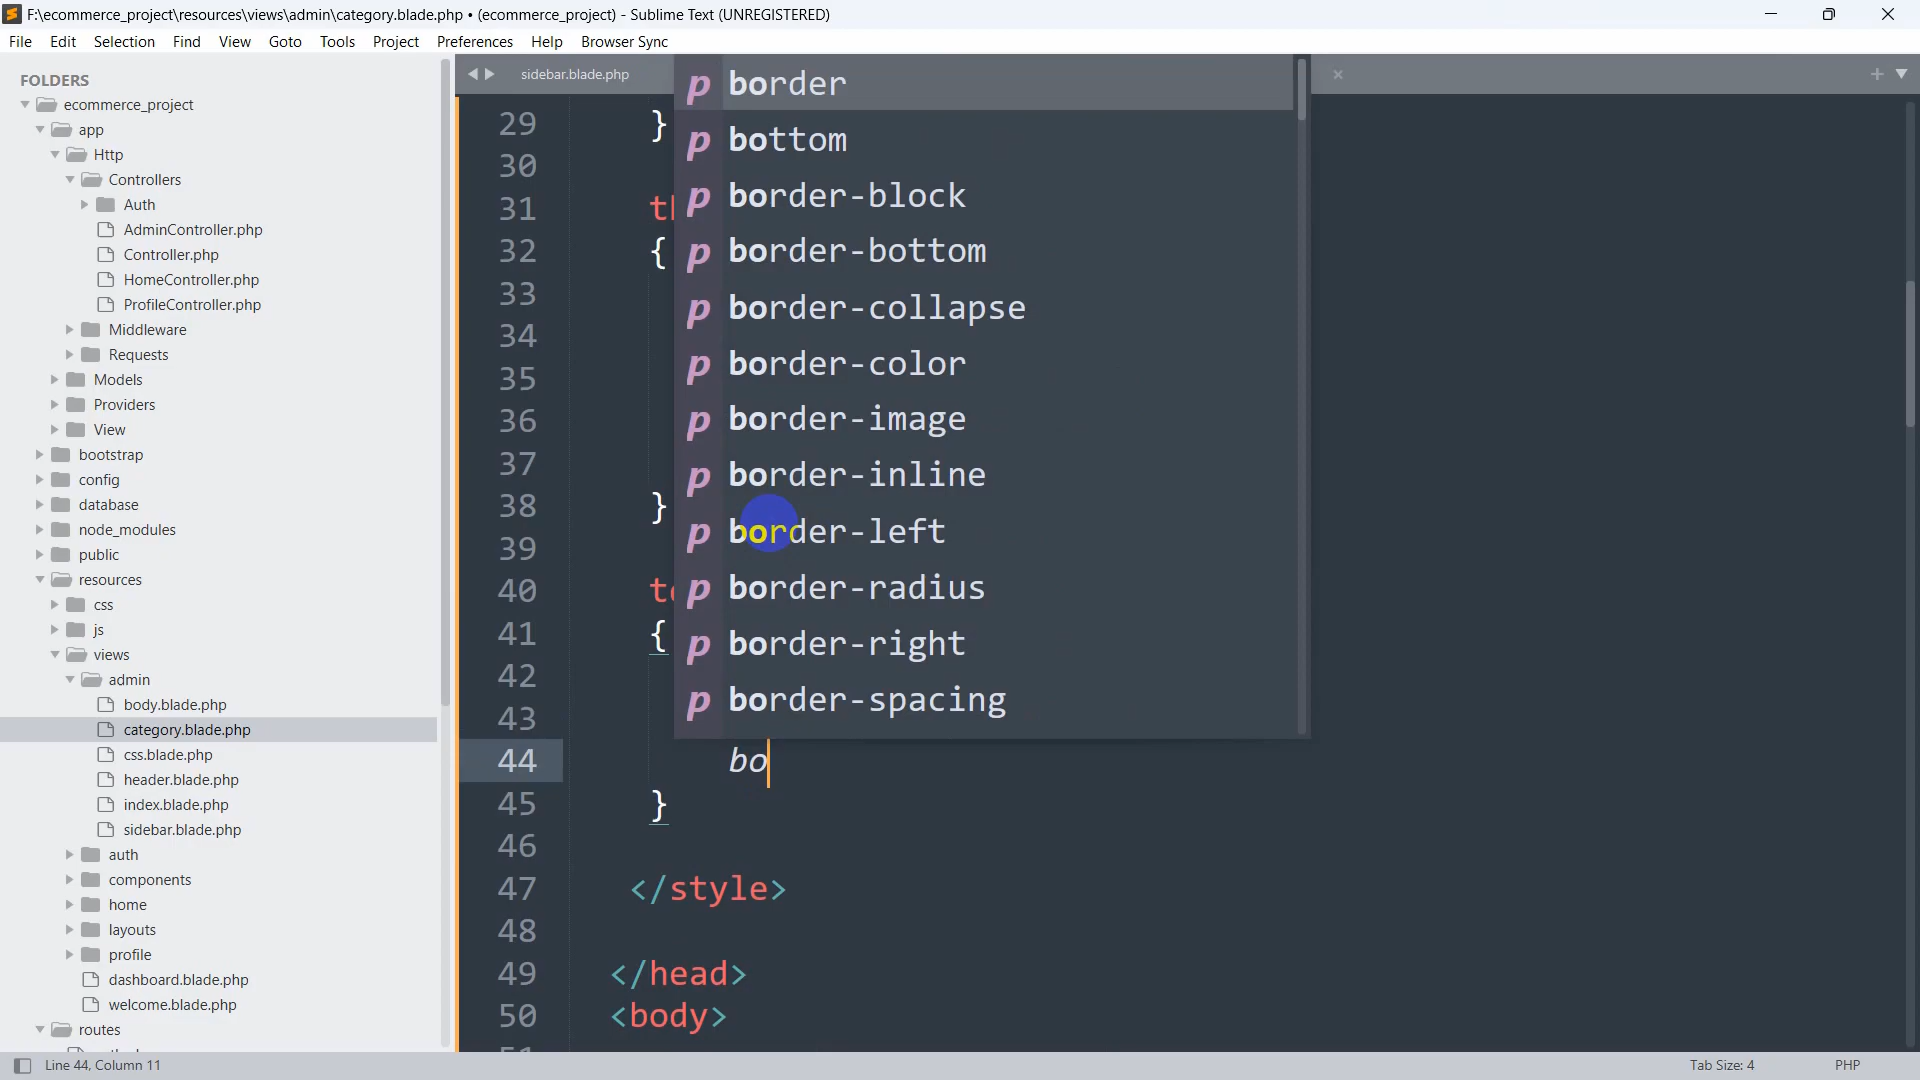 F:\ecommerce_project\resources\views\admin\category.blade.php • (ecommerce_project) - Sublime Text (UNREGISTERED)
File Edit Selection Find View Goto Tools Project Preferences Help Browser Sync
FOLDERS
ecommerce_project
app
Http
Controllers
Auth
AdminController.php
Controller.php
HomeController.php
ProfileController.php
Middleware
Requests
Models
Providers
View
bootstrap
config
database
node_modules
public
resources
css
js
views
admin
body.blade.php
category.blade.php
css.blade.php
header.blade.php
index.blade.php
sidebar.blade.php
auth
components
home
layouts
profile
dashboard.blade.php
welcome.blade.php
routes
sidebar.blade.php
29 }
30
31
32 {
33
34
35
36
37
38 }
39
40
41 {
42
43
44 bo
45 }
46
47 </style>
48
49 </head>
50 <body>
p border
p bottom
p border-block
p border-bottom
p border-collapse
p border-color
p border-image
p border-inline
p border-left
p border-radius
p border-right
p border-spacing
Line 44, Column 11
Tab Size: 4
PHP